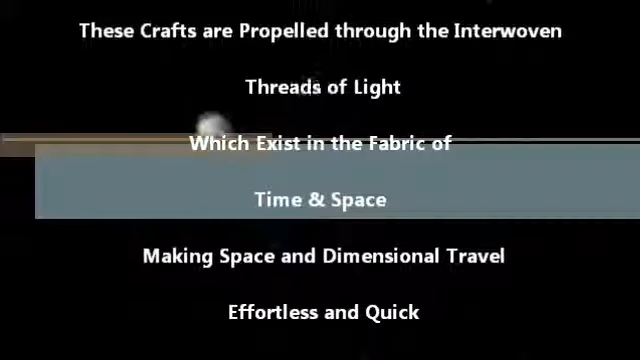 These Crafts are Propelled through the Interwoven
Threads of Light
Which Exist in the Fabric of
Time & Space
Making Space and Dimensional Travel
Effortless and Quick